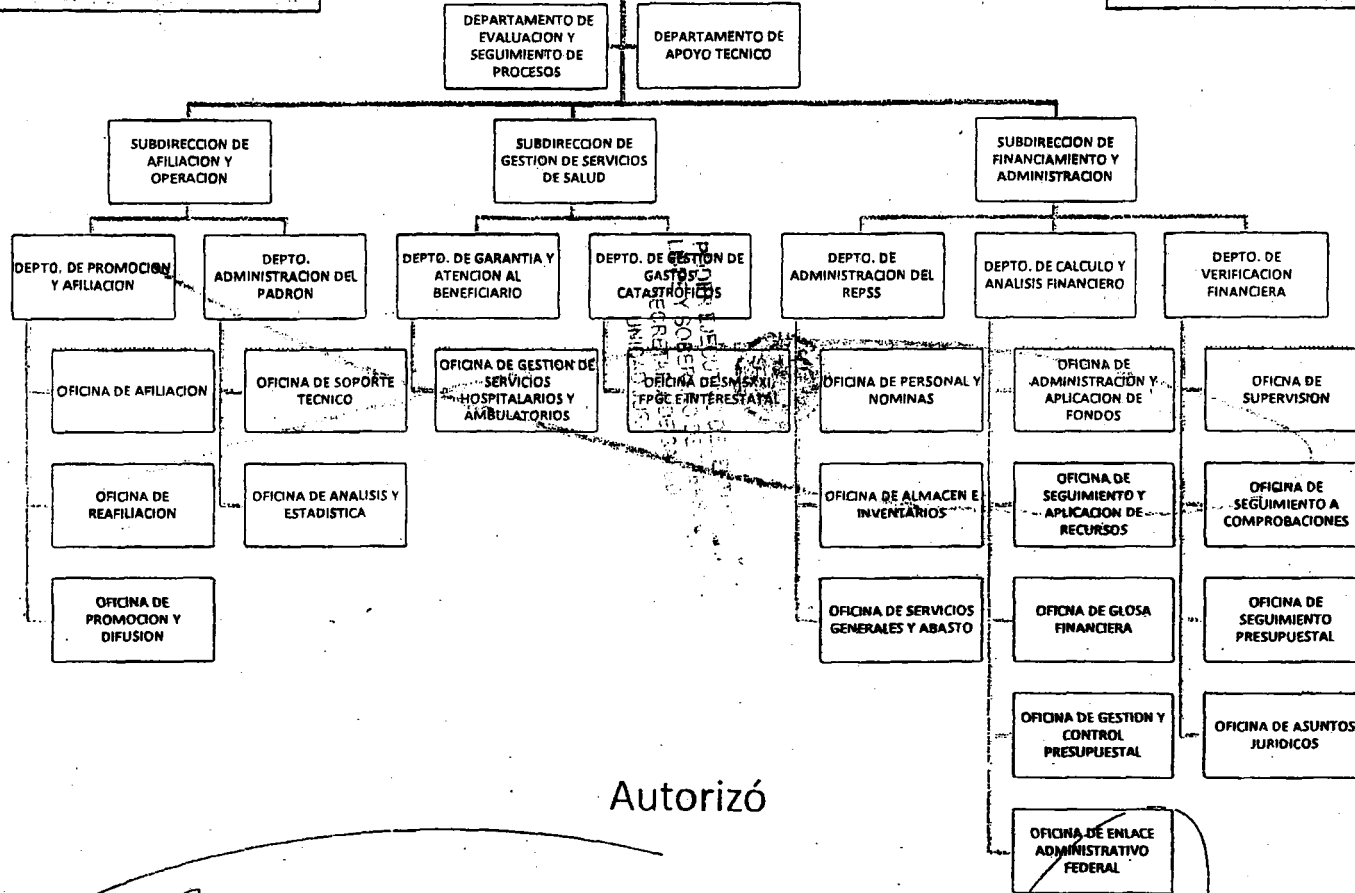 DEPARTAMENTO DE
EVALUACION Y
SEGUIMIENTO DE
PROCESOS
DEPARTAMENTO DE
APOYO TECNICO
SUBDIRECCION DE
AFILIACION Y
OPERACION
SUBDIRECCION DE
GESTION DE SERVICIOS
DE SALUD
SUBDIRECCION DE
FINANCIAMIENTO Y
ADMINISTRACION
DEPTO. DE PROMOCION
Y AFILIACION
DEPTO.
ADMINISTRACION DEL
PADRON
DEPTO. DE GARANTIA Y
ATENCION AL
BENEFICIARIO
DEPTO. DE GESTION DE
GASTOS
CATASTROFICOS
DEPTO. DE
ADMINISTRACION DEL
REPSS
DEPTO. DE CALCULO Y
ANALISIS FINANCIERO
DEPTO. DE
VERIFICACION
FINANCIERA
OFICINA DE AFILIACION
OFICINA DE SOPORTE
TECNICO
OFICINA DE GESTION DE
SERVICIOS
HOSPITALARIOS Y
AMBULATORIOS
OFICINA DE SMSXXI,
FPGC E INTERESTATAL
OFICINA DE PERSONAL Y
NOMINAS
OFICINA DE
ADMINISTRACIÓN Y
APLICACION DE
FONDOS
OFICNA DE
SUPERVISION
OFICINA DE
REAFILIACION
OFICINA DE ANALISIS Y
ESTADISTICA
OFICINA DE ALMACEN E
INVENTARIOS
OFICINA DE
SEGUIMIENTO Y
APLICACION DE
RECURSOS
OFICINA DE
SEGUIMIENTO A
COMPROBACIONES
OFICINA DE
PROMOCION Y
DIFUSION
OFICINA DE SERVICIOS
GENERALES Y ABASTO
OFICNA DE GLOSA
FINANCIERA
OFICINA DE
SEGUIMIENTO
PRESUPUESTAL
OFICINA DE GESTION Y
CONTROL
PRESUPUESTAL
OFICINA DE ASUNTOS
JURIDICOS
Autorizó
OFICINA DE ENLACE
ADMINISTRATIVO
FEDERAL